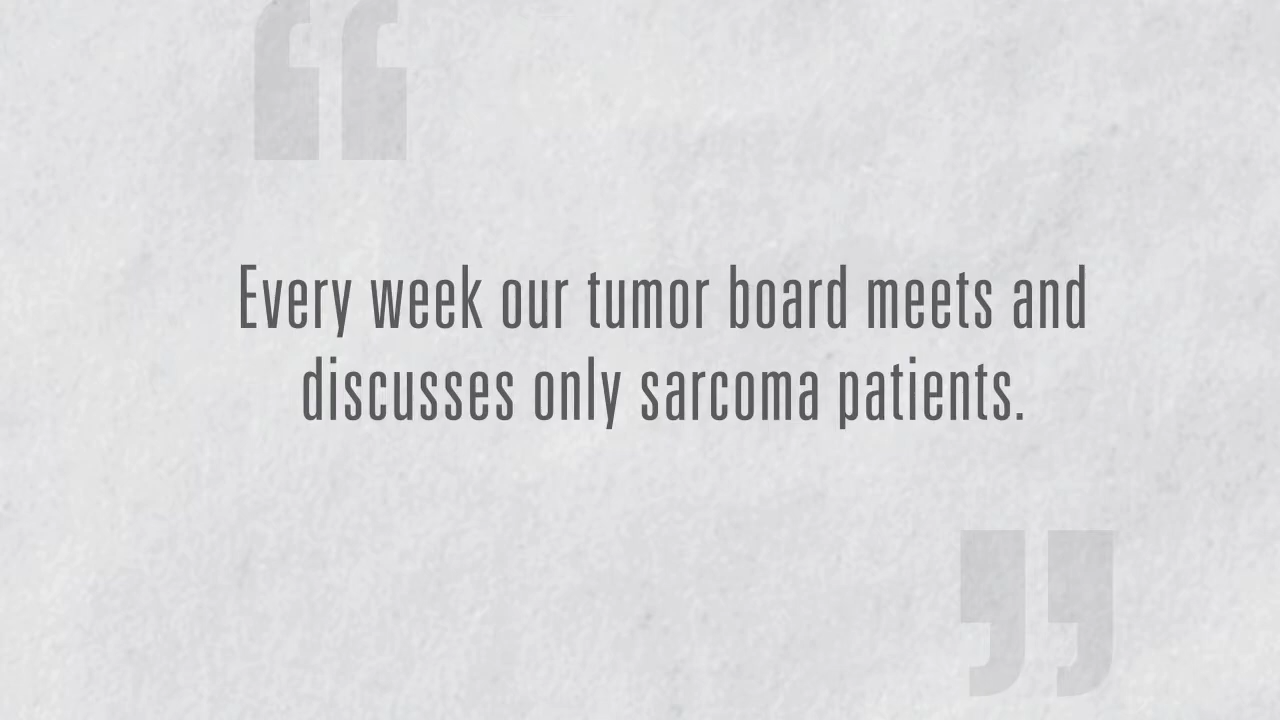 “
Every week our tumor board meets and
discusses only sarcoma patients.
”